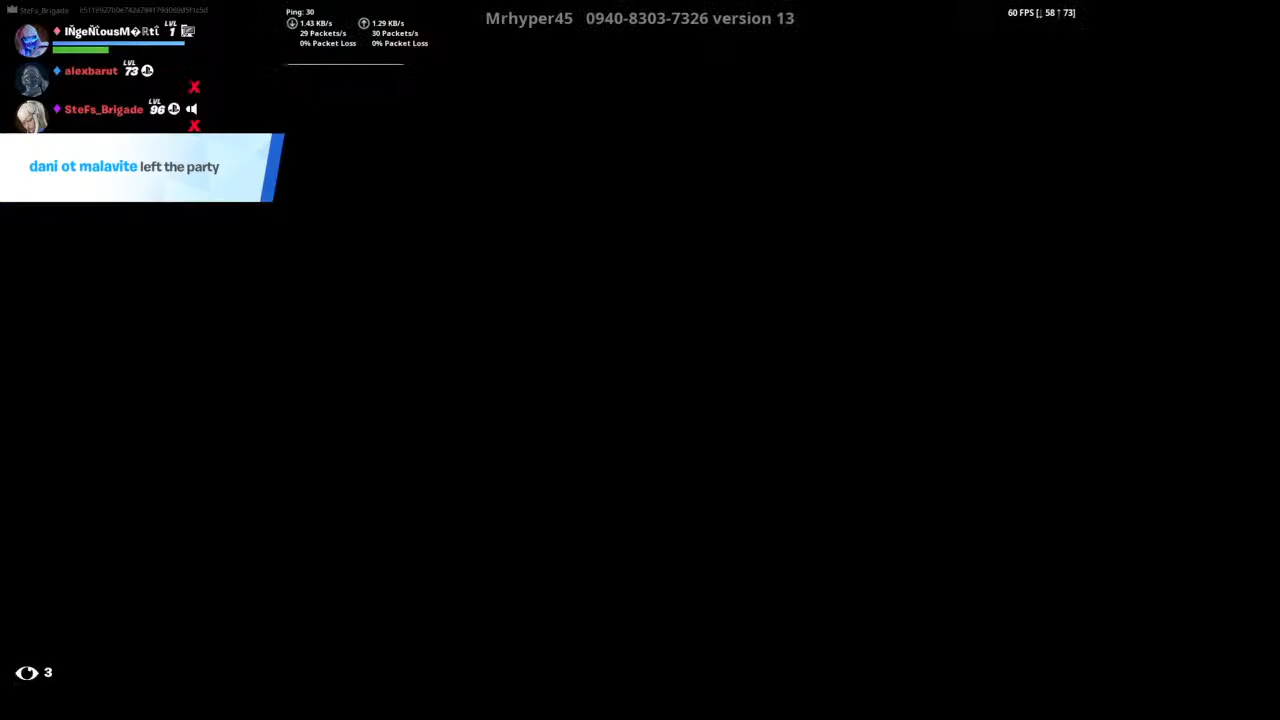 SteFs_Brigade
LVL
1
alexbarut
LVL
73
SteFs_Brigade
LVL
96
X
X
dani ot malavite left the party
Ping: 30
1.43 KB/s 1.29 KB/s
29 Packets/s 30 Packets/s
0% Packet Loss 0% Packet Loss
Mrhyper45 0940-8303-7326 version 13
60 FPS [↓ 58 ↑ 73]
3